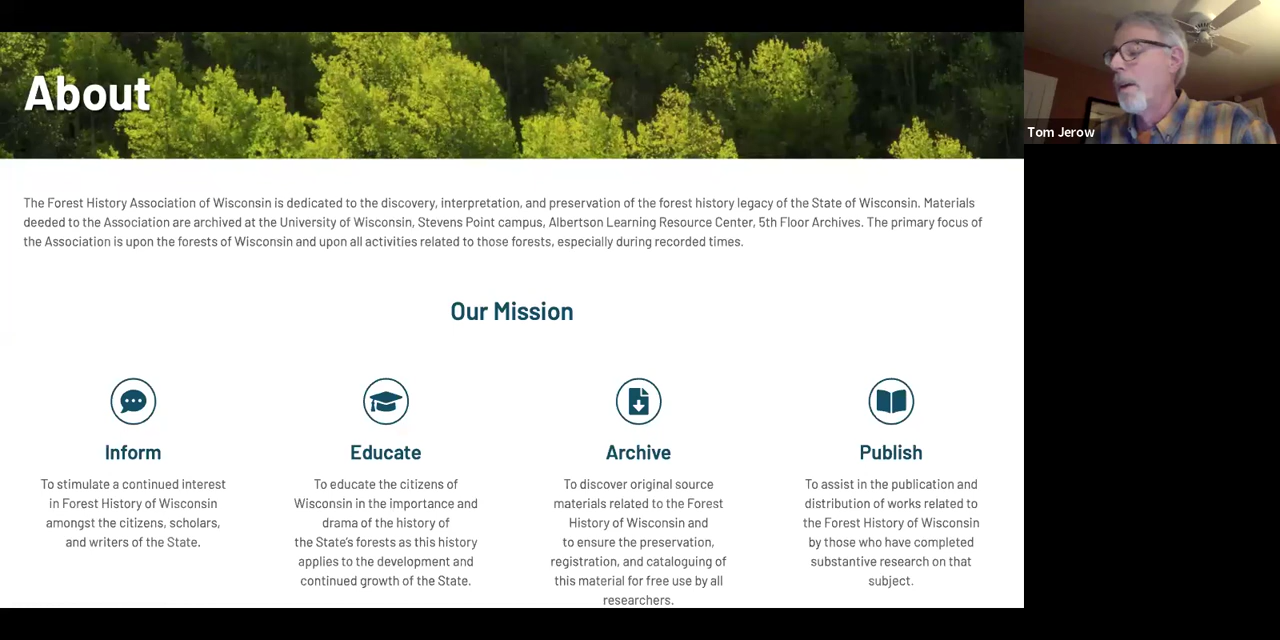 About
Tom Jerow
The Forest History Association of Wisconsin is dedicated to the discovery, interpretation, and preservation of the forest history legacy of the State of Wisconsin. Materials
deeded to the Association are archived at the University of Wisconsin, Stevens Point campus, Albertson Learning Resource Center, 5th Floor Archives. The primary focus of
the Association is upon the forests of Wisconsin and upon all activities related to those forests, especially during recorded times.
Our Mission
Inform
To stimulate a continued interest
in Forest History of Wisconsin
amongst the citizens, scholars,
and writers of the State.
Educate
To educate the citizens of
Wisconsin in the importance and
drama of the history of
the State's forests as this history
applies to the development and
continued growth of the State.
Archive
To discover original source
materials related to the Forest
History of Wisconsin and
to ensure the preservation,
registration, and cataloguing of
this material for free use by all
researchers.
Publish
To assist in the publication and
distribution of works related to
the Forest History of Wisconsin
by those who have completed
substantive research on that
subject.